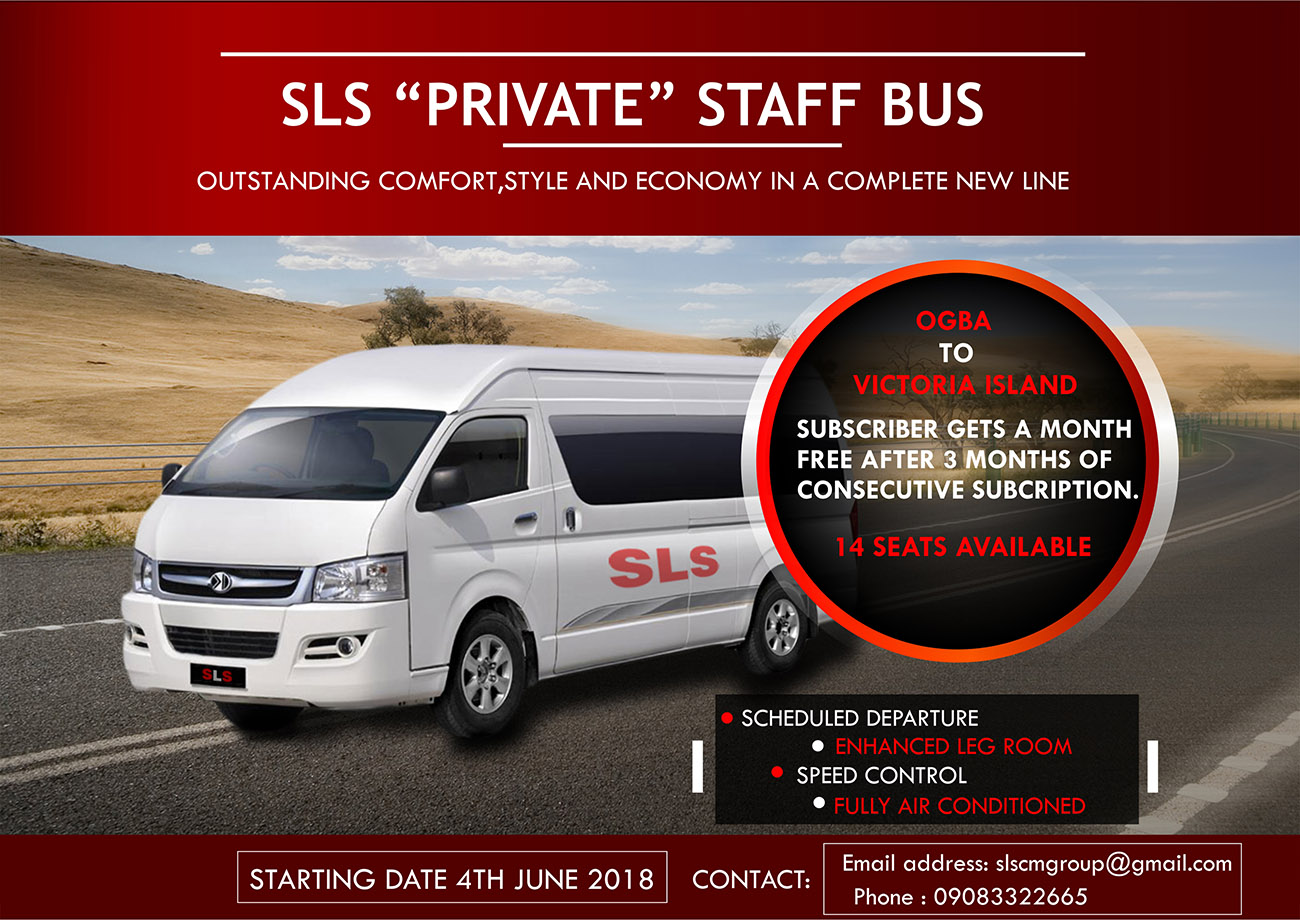 SLS “PRIVATE” STAFF BUS
OUTSTANDING COMFORT,STYLE AND ECONOMY IN A COMPLETE NEW LINE
OGBA
TO
VICTORIA ISLAND
SUBSCRIBER GETS A MONTH
FREE AFTER 3 MONTHS OF
CONSECUTIVE SUBCRIPTION.
14 SEATS AVAILABLE
SLS
SLS
SCHEDULED DEPARTURE
ENHANCED LEG ROOM
SPEED CONTROL
FULLY AIR CONDITIONED
STARTING DATE 4TH JUNE 2018
CONTACT:
Email address: slscmgroup@gmail.com
Phone : 09083322665